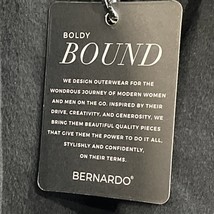 BOLDY
BOUND
WE DESIGN OUTERWEAR FOR THE
WONDROUS JOURNEY OF MODERN WOMEN
AND MEN ON THE GO. INSPIRED BY THEIR
DRIVE, CREATIVITY, AND GENEROSITY, WE
BRING THEM BEAUTIFUL QUALITY PIECES
THAT GIVE THEM THE POWER TO DO IT ALL,
STYLISHLY AND CONFIDENTLY,
ON THEIR TERMS.
BERNARDO®